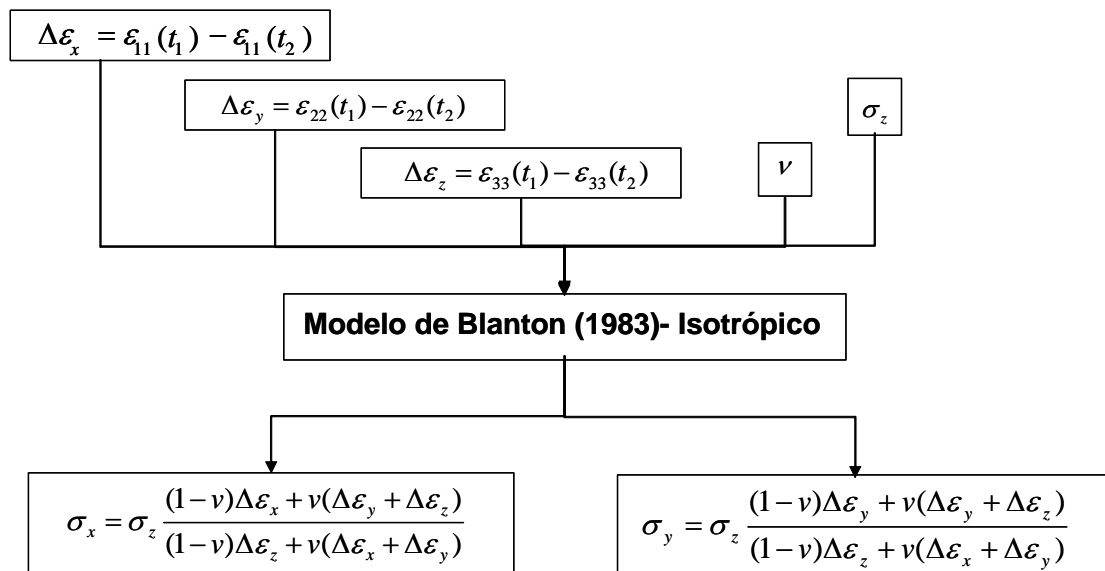 Δε_x = ε_11(t_1) − ε_11(t_2)
Δε_y = ε_22(t_1) − ε_22(t_2)
Δε_z = ε_33(t_1) − ε_33(t_2)
ν
σ_z
Modelo de Blanton (1983)- Isotrópico
σ_x = σ_z ((1−ν)Δε_x + ν(Δε_y + Δε_z)) / ((1−ν)Δε_z + ν(Δε_x + Δε_y))
σ_y = σ_z ((1−ν)Δε_y + ν(Δε_y + Δε_z)) / ((1−ν)Δε_z + ν(Δε_x + Δε_y))